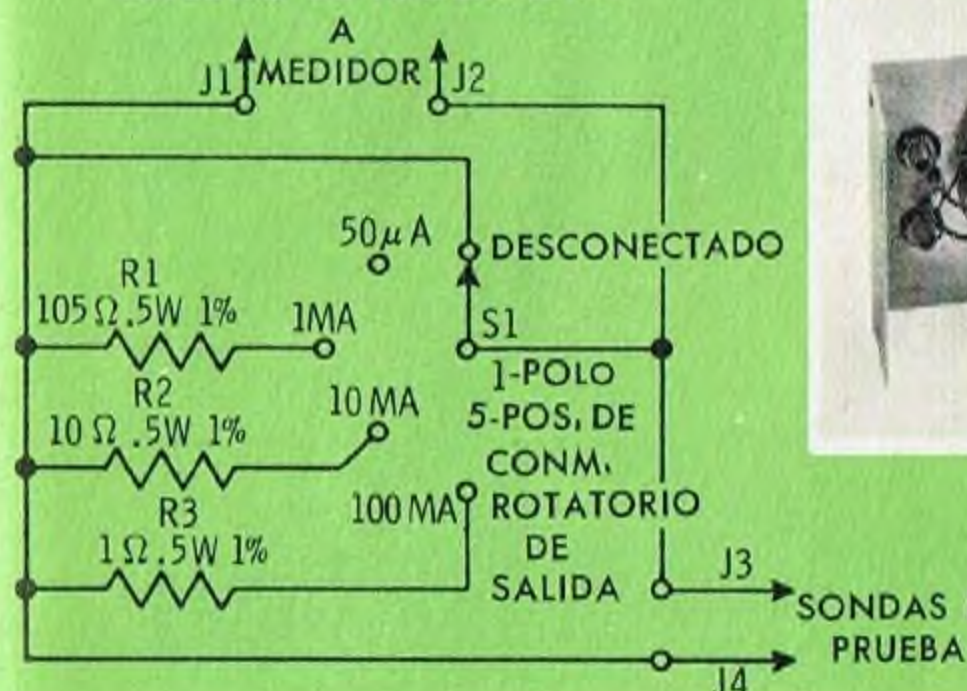 A
J1 MEDIDOR J2
50μA
DESCONECTADO
R1
105Ω .5W 1%
1MA
S1
1-POLO
5-POS. DE
CONM.
ROTATORIO
DE
SALIDA
R2
10Ω .5W 1%
10 MA
R3
1Ω .5W 1%
100 MA
J3
SONDAS
PRUEBA
J4